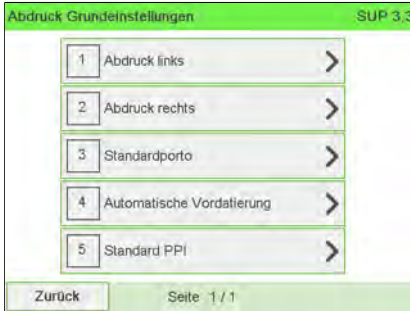 Abdruck Grundeinstellungen SUP 3.3
1 Abdruck links
2 Abdruck rechts
3 Standardporto
4 Automatische Vordatierung
5 Standard PPI
Zurück Seite 1 / 1